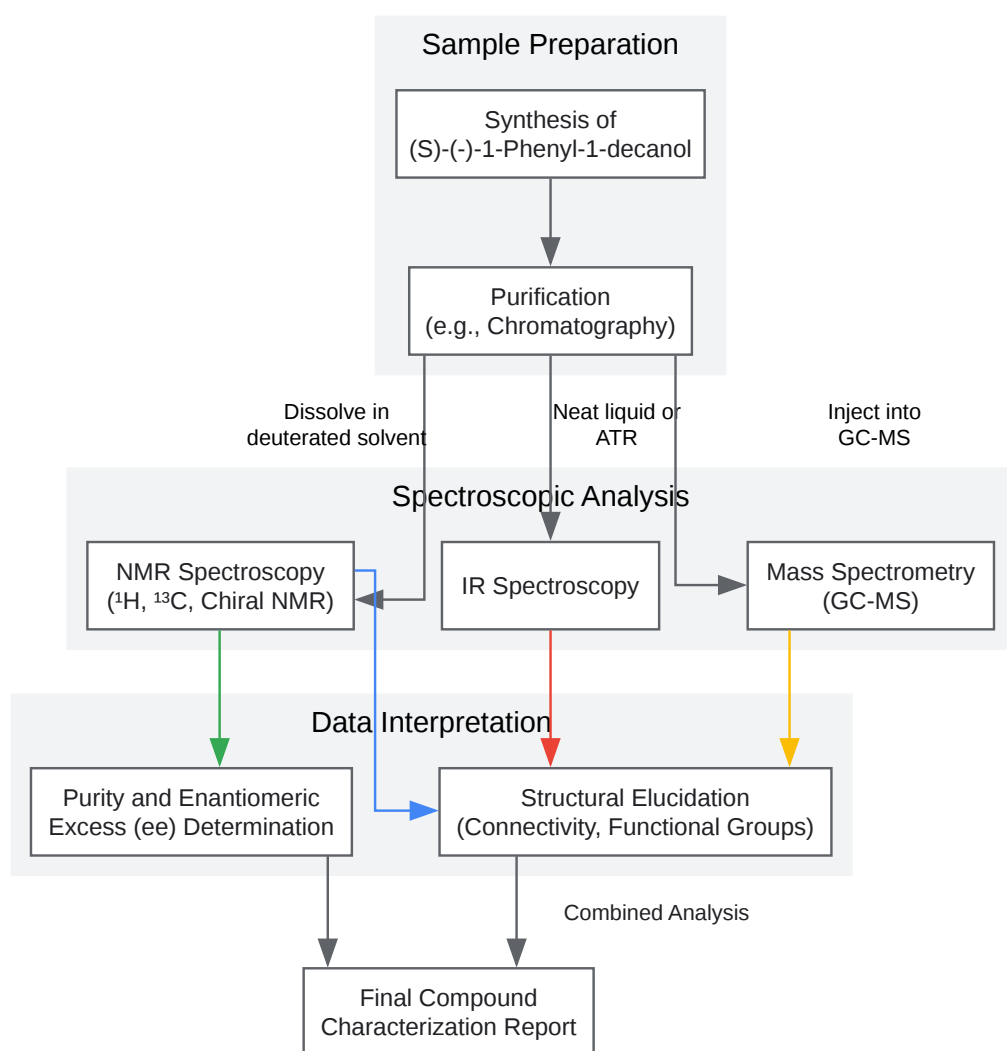 Sample Preparation
Synthesis of
(S)-(-)-1-Phenyl-1-decanol
Purification
(e.g., Chromatography)
Dissolve in
deuterated solvent
Neat liquid or
ATR
Inject into
GC-MS
Spectroscopic Analysis
NMR Spectroscopy
(¹H, ¹³C, Chiral NMR)
IR Spectroscopy
Mass Spectrometry
(GC-MS)
Data Interpretation
Purity and Enantiomeric
Excess (ee) Determination
Structural Elucidation
(Connectivity, Functional Groups)
Combined Analysis
Final Compound
Characterization Report